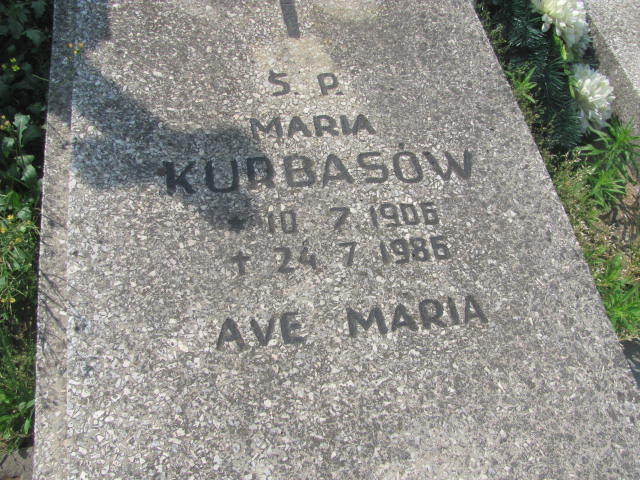 Ś. P.
MARIA
KURBASÓW
* 10 7 1906
+ 24 7 1986
AVE MARIA